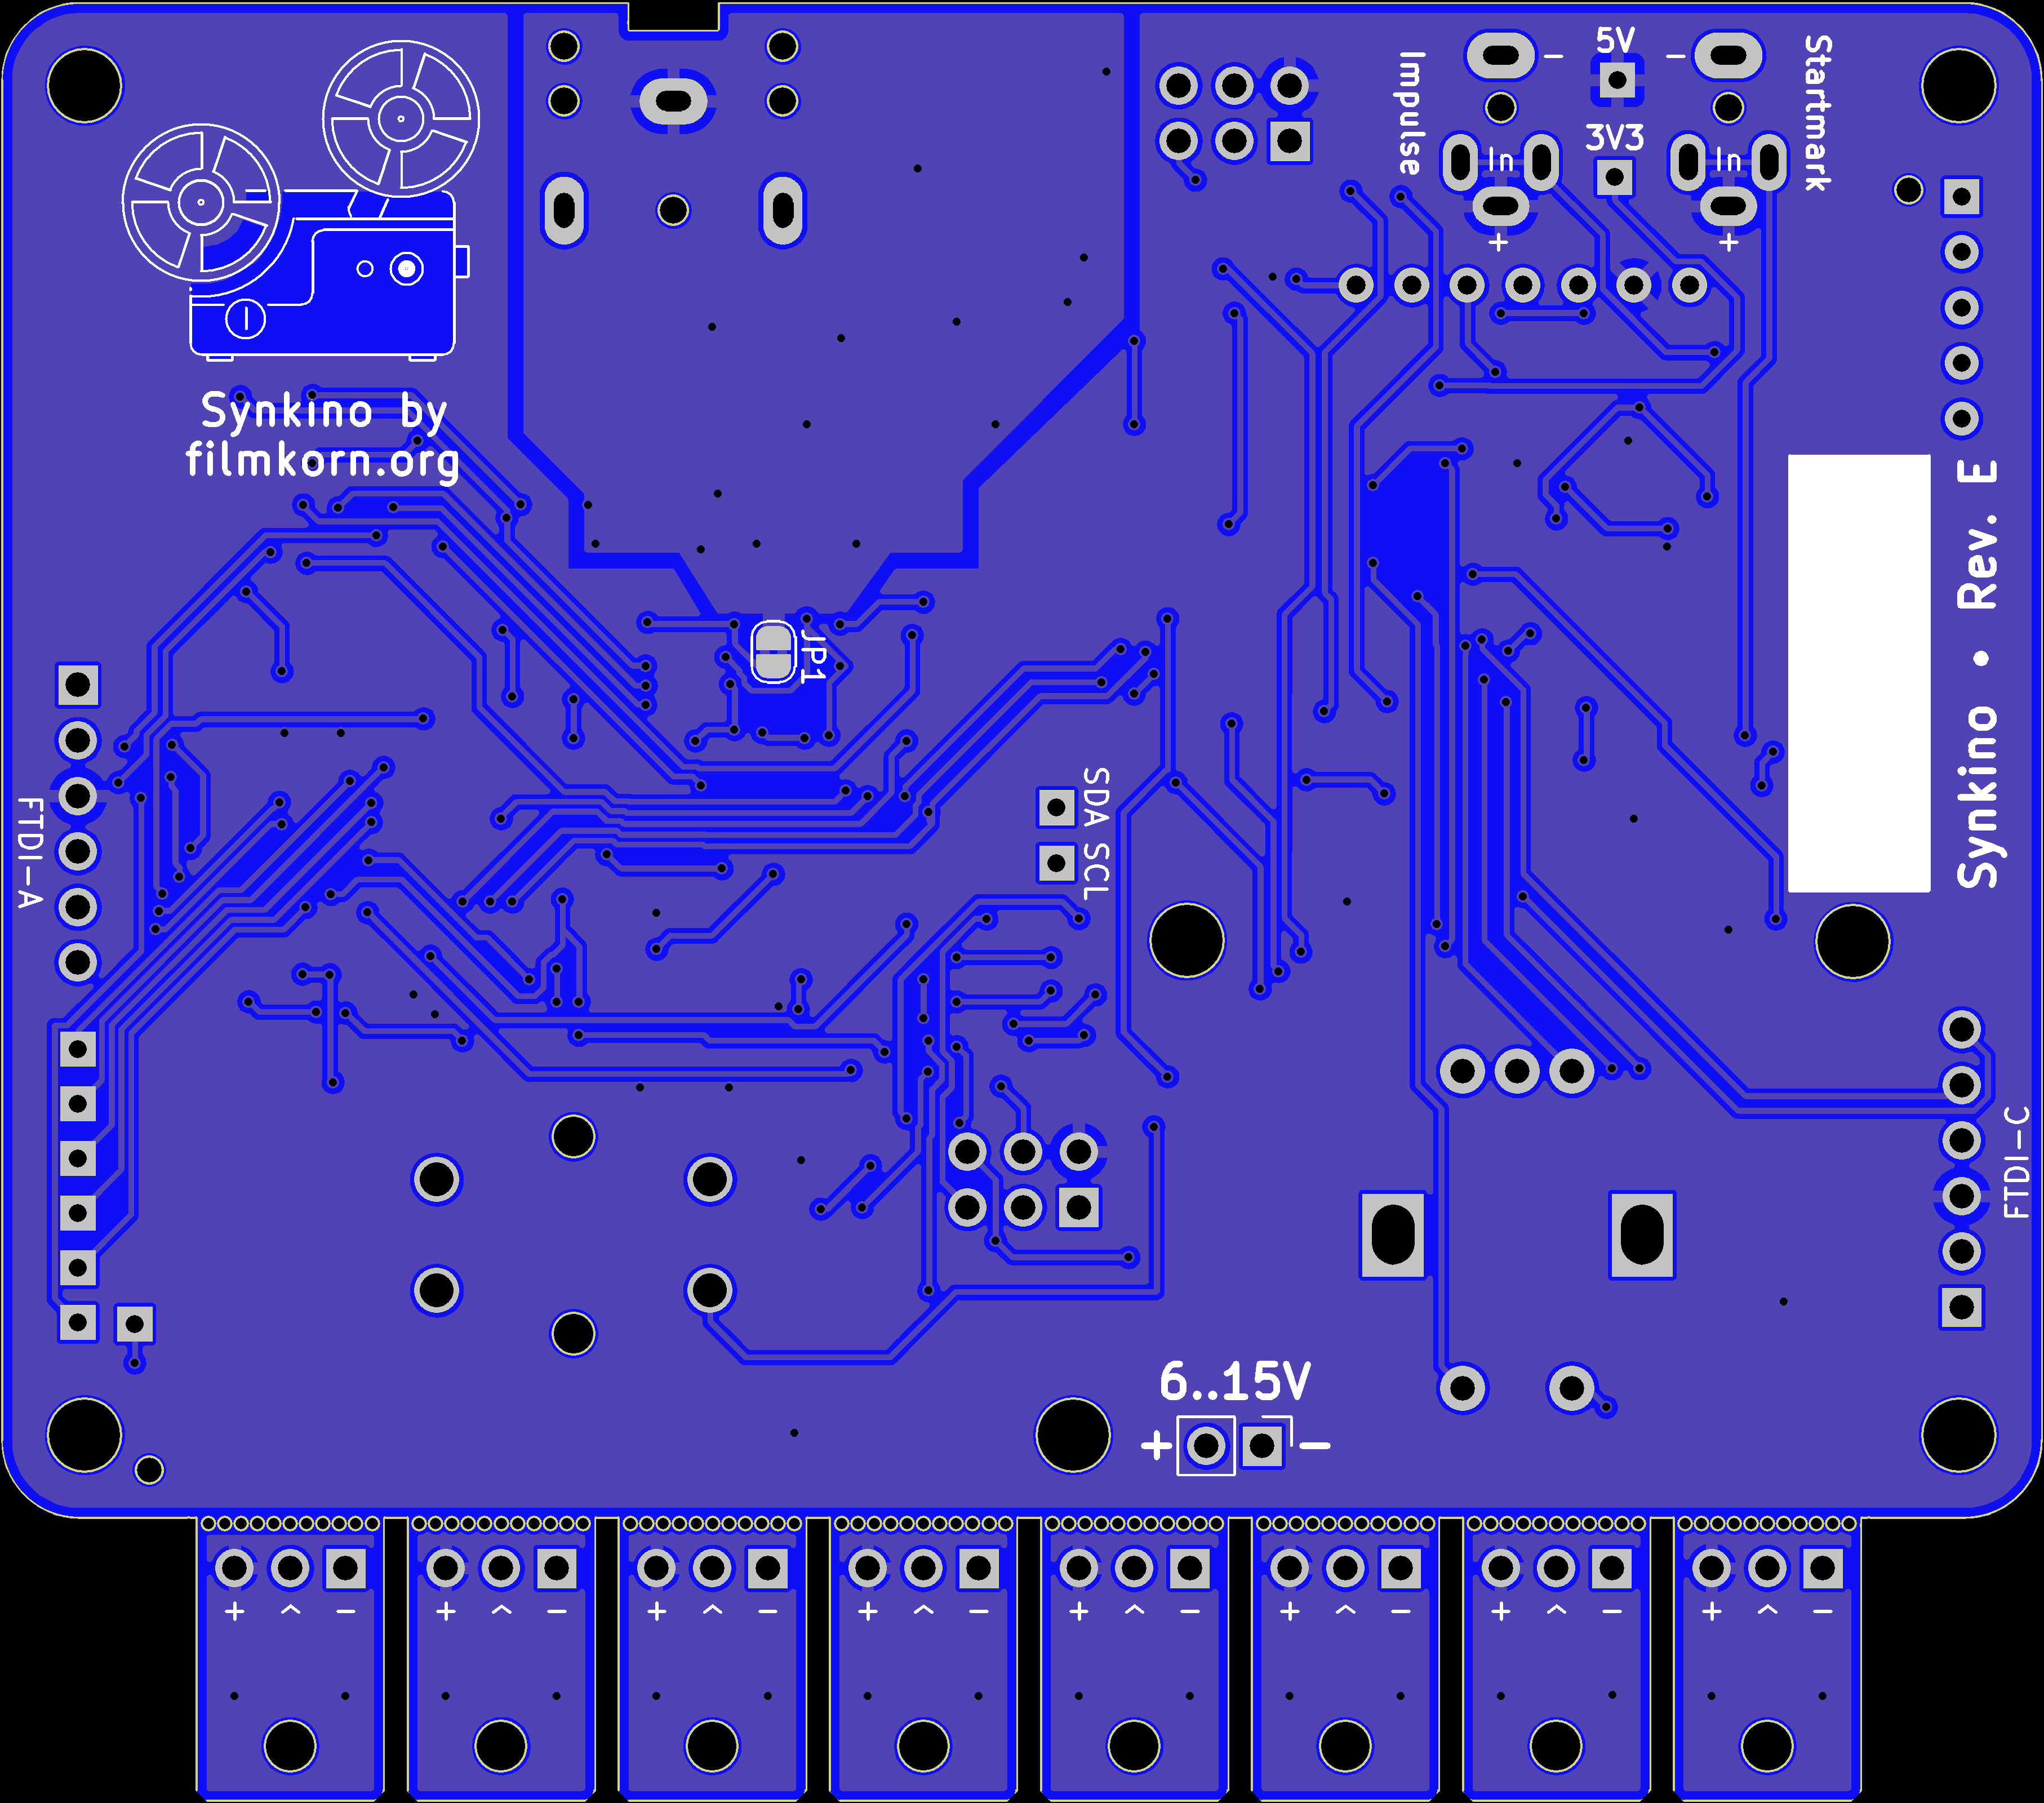 Synkino by
filmkorn.org
Impulse
-
5V
-
Startmark
3V3
In
In
+
+
JP1
Synkino • Rev. E
SDA
SCL
FTDI-A
FTDI-C
6..15V
+
-
+ ^ -
+ ^ -
+ ^ -
+ ^ -
+ ^ -
+ ^ -
+ ^ -
+ ^ -